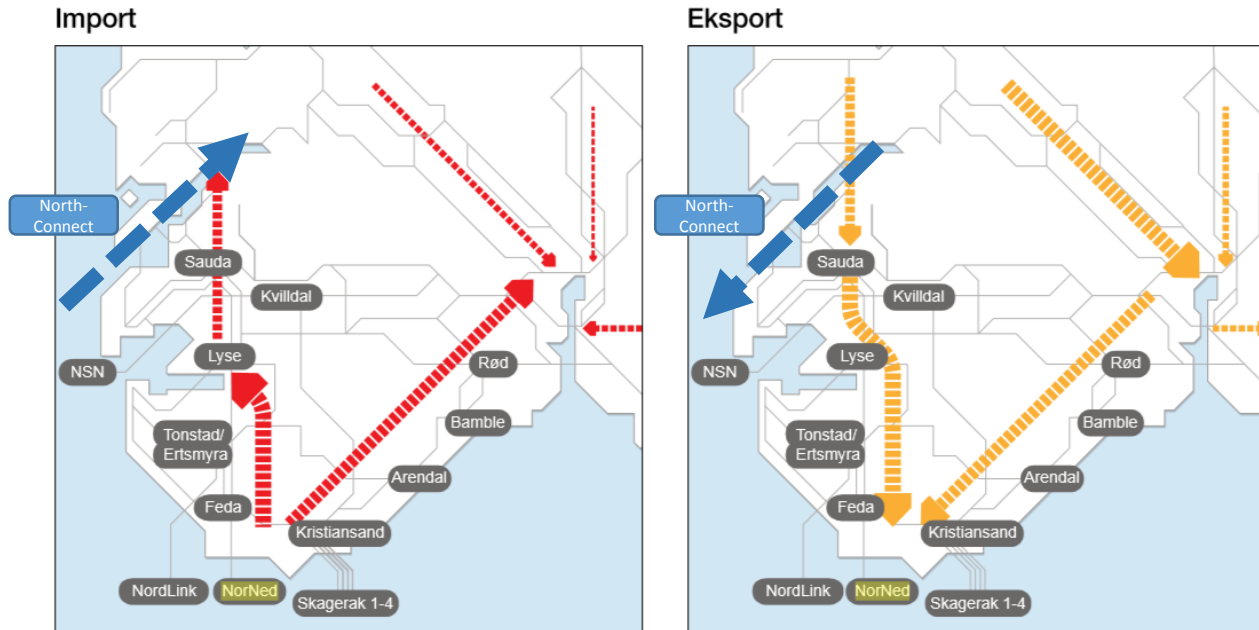 Import
North-
Connect
Sauda
Kvilldal
Lyse
NSN
Rød
Bamble
Tonstad/
Ertsmyra
Arendal
Feda
Kristiansand
NordLink
NorNed
Skagerak 1-4
Eksport
North-
Connect
Sauda
Kvilldal
Lyse
NSN
Rød
Bamble
Tonstad/
Ertsmyra
Arendal
Feda
Kristiansand
NordLink
NorNed
Skagerak 1-4